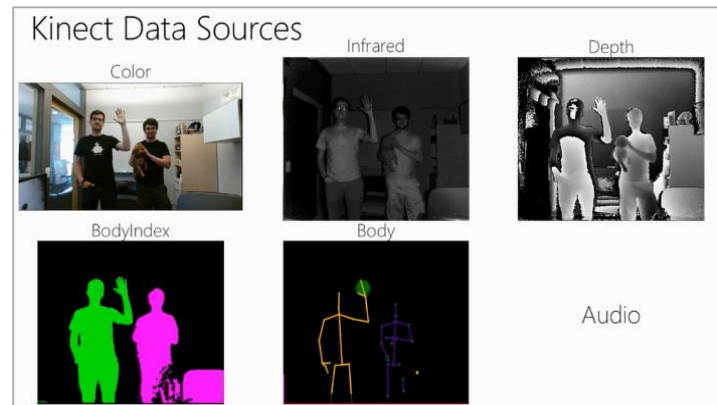 Kinect Data Sources
Color
Infrared
Depth
BodyIndex
Body
Audio